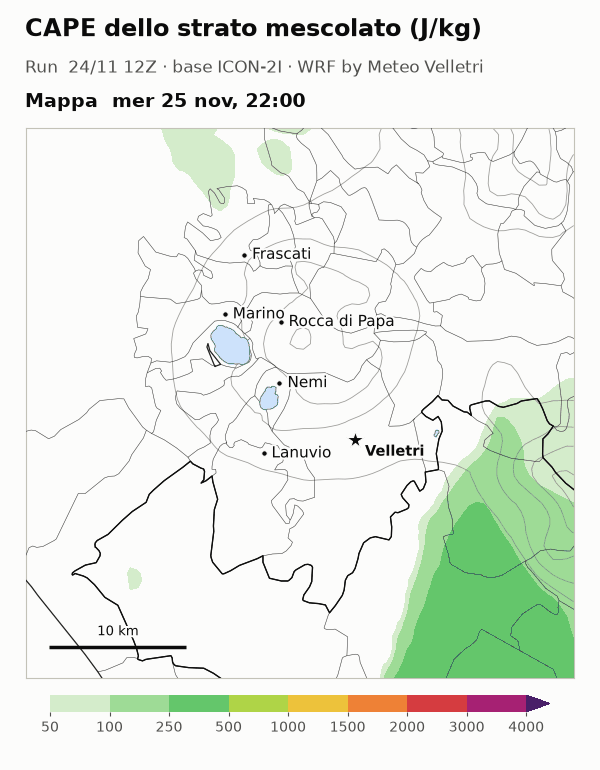 CAPE dello strato mescolato (J/kg)
Run  24/11 12Z · base ICON-2I · WRF by Meteo Velletri
Mappa  mer 25 nov, 22:00
Frascati
Marino
Rocca di Papa
Nemi
Lanuvio
Velletri
10 km
50 100 250 500 1000 1500 2000 3000 4000